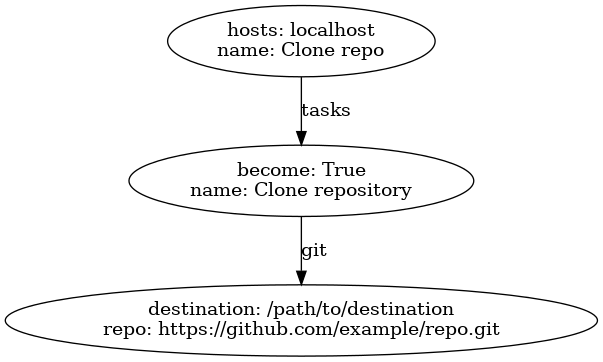 hosts: localhost
name: Clone repo
tasks
become: True
name: Clone repository
git
destination: /path/to/destination
repo: https://github.com/example/repo.git